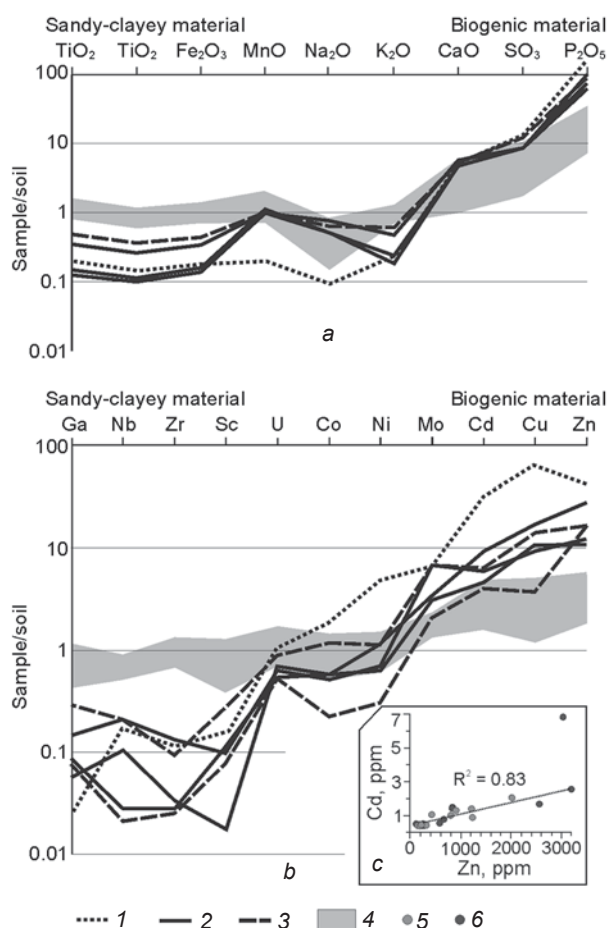 Sandy-clayey material Biogenic material
TiO₂ TiO₂ Fe₂O₃ MnO Na₂O K₂O CaO SO₃ P₂O₅
100
10
1
0.1
0.01
Sample/soil
a
Sandy-clayey material Biogenic material
Ga Nb Zr Sc U Co Ni Mo Cd Cu Zn
100
10
1
0.1
0.01
Sample/soil
b
7
5
3
1
Cd, ppm
R² = 0.83
0 1000 2000 3000
Zn, ppm
c
1 2 3 4 5 6